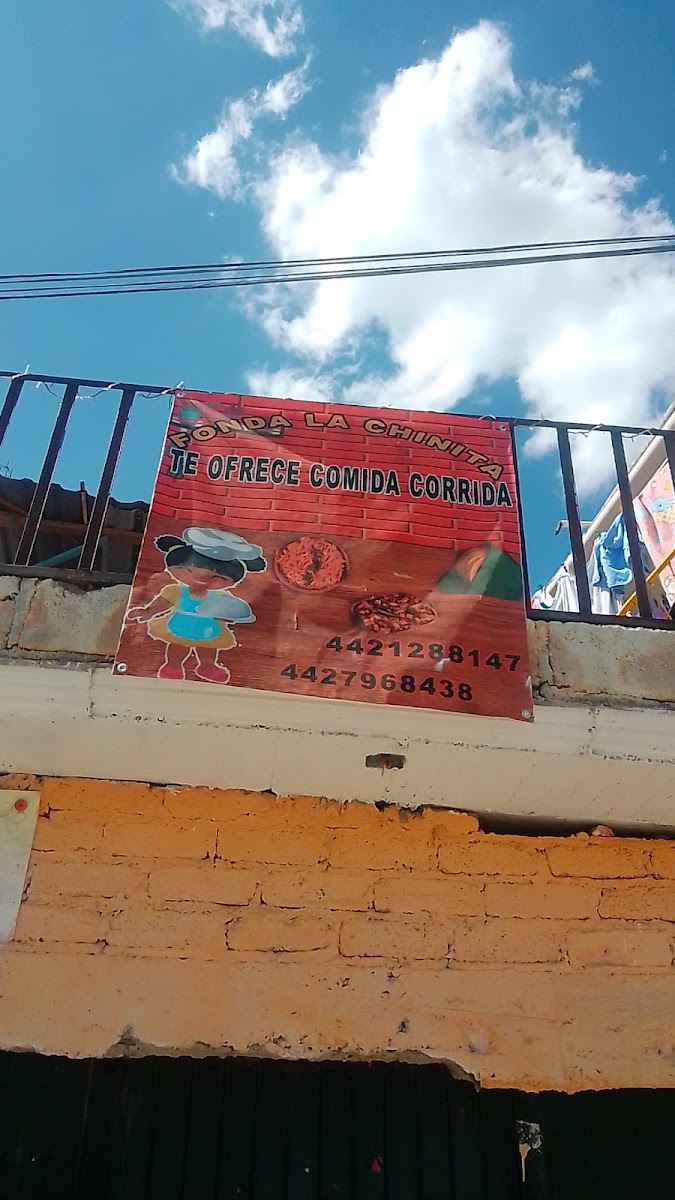 FONDA LA CHINITA
TE OFRECE COMIDA CORRIDA
4421288147
4427968438